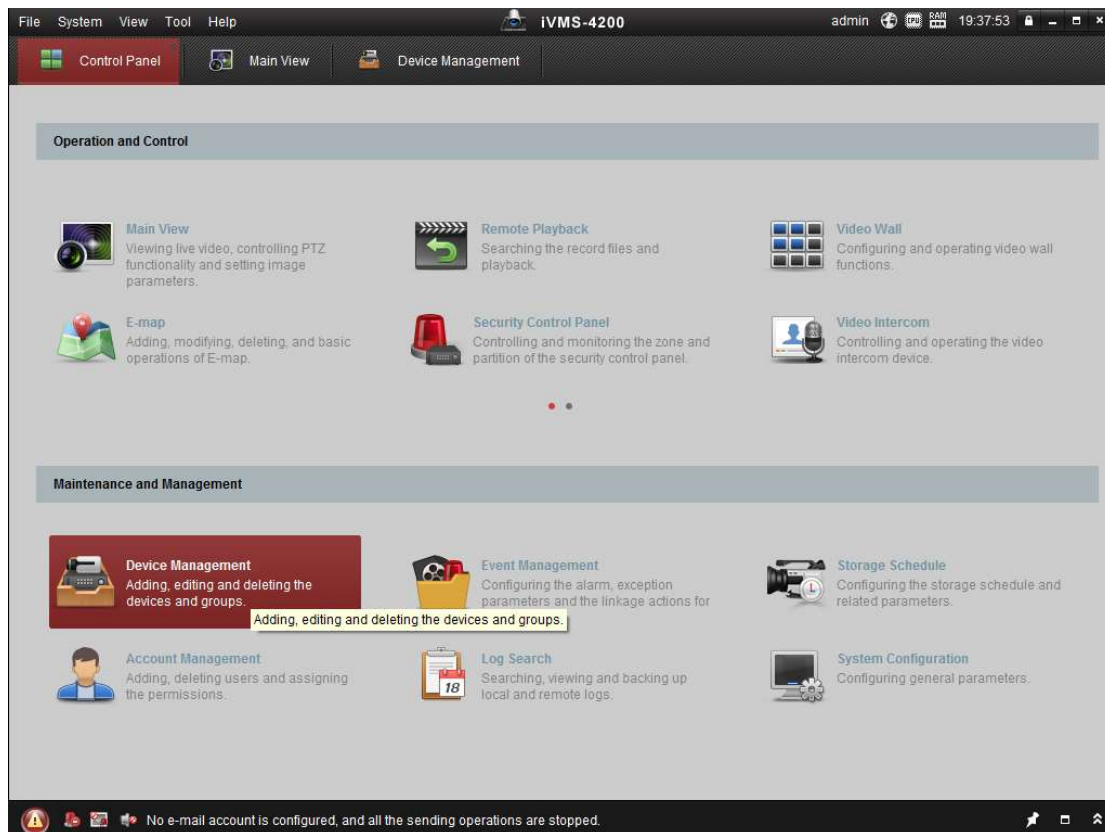 File System View Tool Help
iVMS-4200
admin CPU RAM 19:37:53
Control Panel
Main View
Device Management
Operation and Control
Main View
Viewing live video, controlling PTZ
functionality and setting image
parameters.
Remote Playback
Searching the record files and
playback.
Video Wall
Configuring and operating video wall
functions.
E-map
Adding, modifying, deleting, and basic
operations of E-map.
Security Control Panel
Controlling and monitoring the zone and
partition of the security control panel.
Video Intercom
Controlling and operating the video
intercom device.
Maintenance and Management
Device Management
Adding, editing and deleting the
devices and groups.
Adding, editing and deleting the devices and groups.
Event Management
Configuring the alarm, exception
parameters and the linkage actions for
Storage Schedule
Configuring the storage schedule and
related parameters.
Account Management
Adding, deleting users and assigning
the permissions.
18
Log Search
Searching, viewing and backing up
local and remote logs.
System Configuration
Configuring general parameters.
No e-mail account is configured, and all the sending operations are stopped.